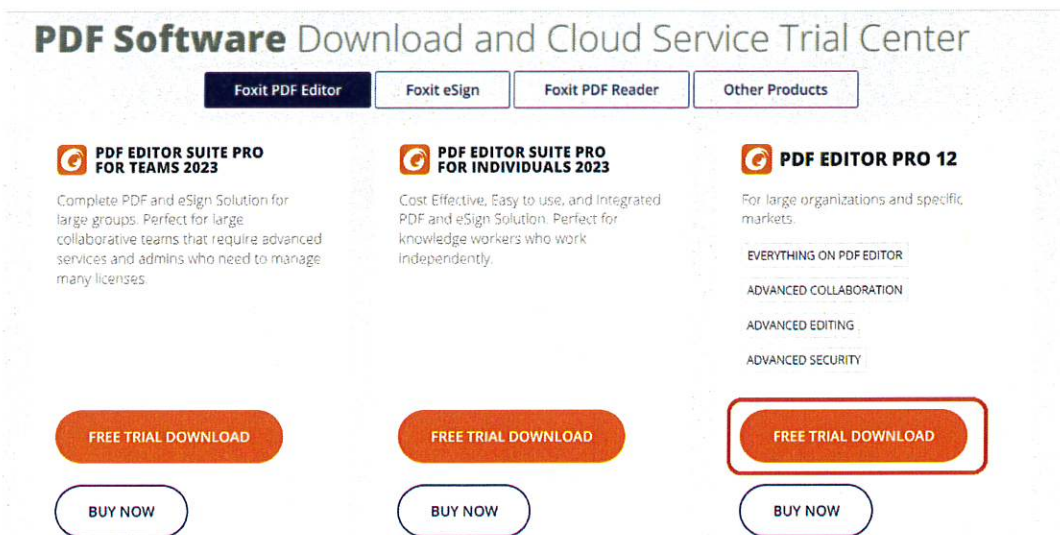 PDF Software Download and Cloud Service Trial Center
Foxit PDF Editor
Foxit eSign
Foxit PDF Reader
Other Products
PDF EDITOR SUITE PRO
FOR TEAMS 2023
Complete PDF and eSign Solution for
large groups. Perfect for large
collaborative teams that require advanced
services and admins who need to manage
many licenses.
FREE TRIAL DOWNLOAD
BUY NOW
PDF EDITOR SUITE PRO
FOR INDIVIDUALS 2023
Cost Effective, Easy to use, and Integrated
PDF and eSign Solution. Perfect for
knowledge workers who work
independently.
FREE TRIAL DOWNLOAD
BUY NOW
PDF EDITOR PRO 12
For large organizations and specific
markets.
EVERYTHING ON PDF EDITOR
ADVANCED COLLABORATION
ADVANCED EDITING
ADVANCED SECURITY
FREE TRIAL DOWNLOAD
BUY NOW